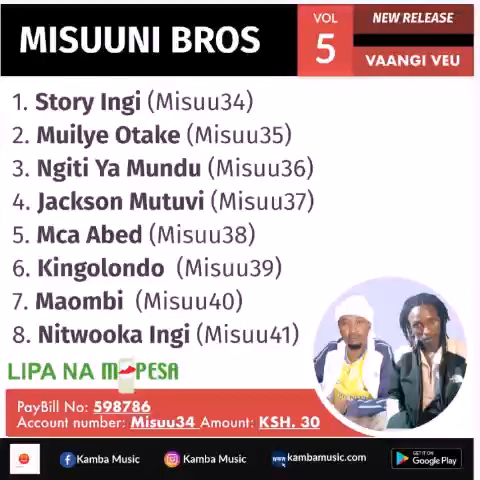 MISUUNI BROS
VOL
5
NEW RELEASE
VAANGI VEU
1. Story Ingi (Misuu34)
2. Muilye Otake (Misuu35)
3. Ngiti Ya Mundu (Misuu36)
4. Jackson Mutuvi (Misuu37)
5. Mca Abed (Misuu38)
6. Kingolondo (Misuu39)
7. Maombi (Misuu40)
8. Nitwooka Ingi (Misuu41)
LIPA NA M-PESA
PayBill No: 598786
Account number: Misuu34 Amount: KSH. 30
Kamba Music
Kamba Music
www kambamusic.com
GET IT ON
Google Play